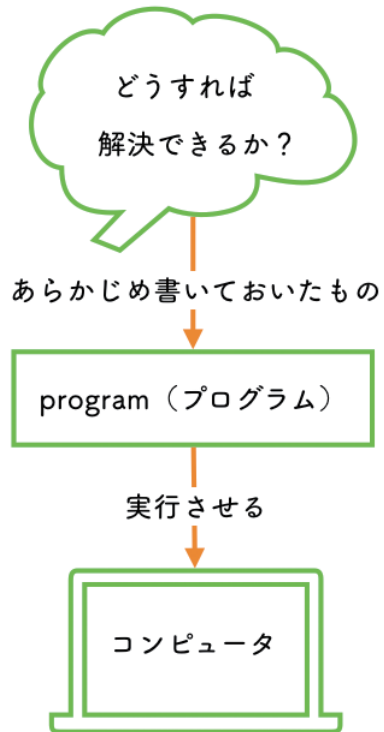 どうすれば
解決できるか？
あらかじめ書いておいたもの
program（プログラム）
実行させる
コンピュータ